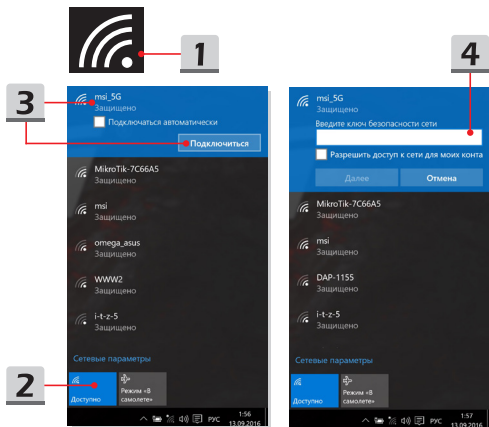 1
3
msi_5G
Защищено
Подключаться автоматически
Подключиться
MikroTik-7C66A5
Защищено
msi
Защищено
omega_asus
Защищено
WWW2
Защищено
i-t-z-5
Защищено
Сетевые параметры
2
Доступно
Режим «В
самолете»
РУС
1:56
13.09.2016
4
msi_5G
Защищено
Введите ключ безопасности сети
Разрешить доступ к сети для моих конта
Далее
Отмена
MikroTik-7C66A5
Защищено
msi
Защищено
DAP-1155
Защищено
i-t-z-5
Защищено
Сетевые параметры
Доступно
Режим «В
самолете»
РУС
1:57
13.09.2016